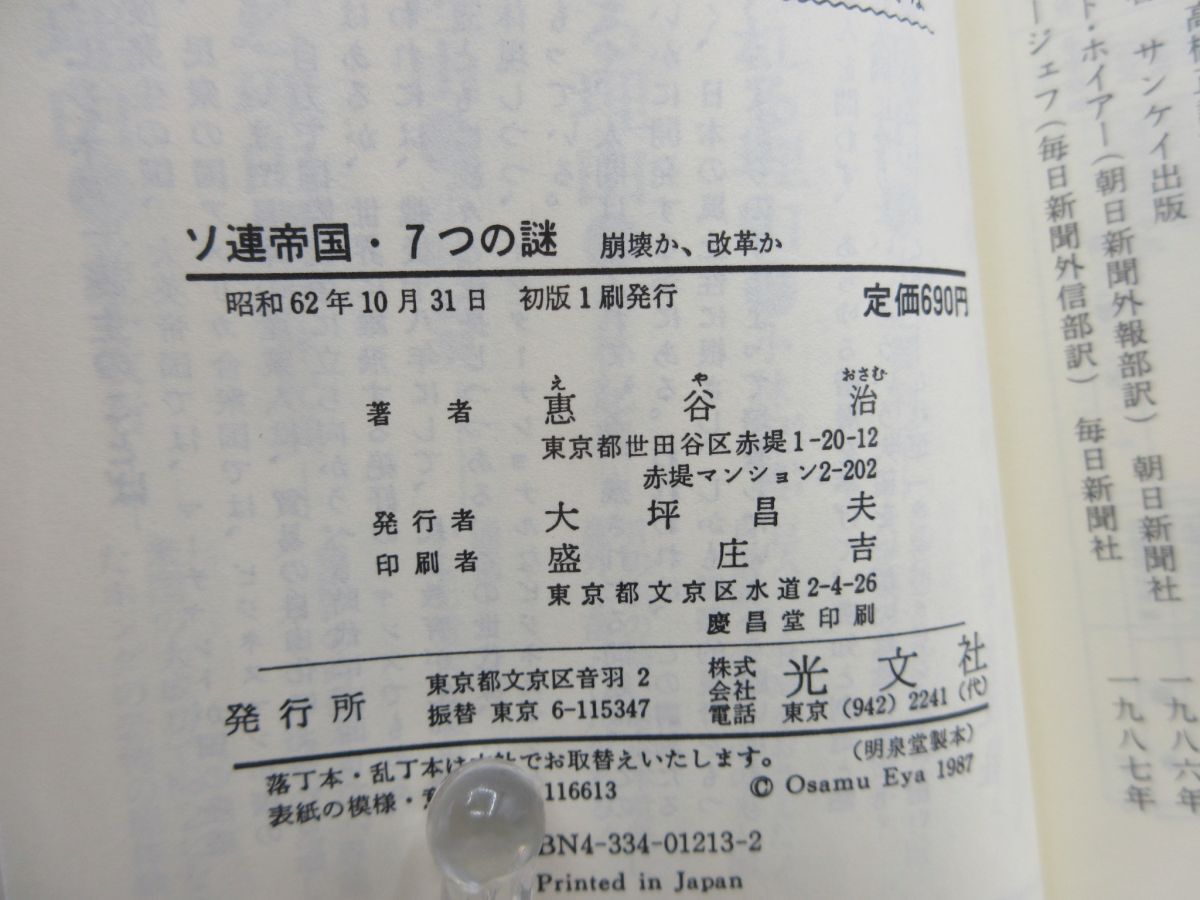 ソ連帝国・7つの謎 崩壊か、改革か
昭和62年10月31日 初版1刷発行 定価690円
え や おさむ
著者 惠谷治
東京都世田谷区赤堤1-20-12
赤堤マンション2-202
発行者 大坪昌夫
印刷者 盛庄吉
東京都文京区水道2-4-26
慶昌堂印刷
発行所 東京都文京区音羽2 株式会社 光文社
振替 東京 6-115347 電話 東京 (942) 2241 (代)
落丁本・乱丁本は本社でお取替えいたします。 (明泉堂製本)
表紙の模様・ 116613 © Osamu Eya 1987
BN4-334-01213-2
Printed in Japan
サンケイ出版 一九八六年
ト・ホイアー(朝日新聞外報部訳) 朝日新聞社
ージェフ(毎日新聞外信部訳) 毎日新聞社 一九八七年